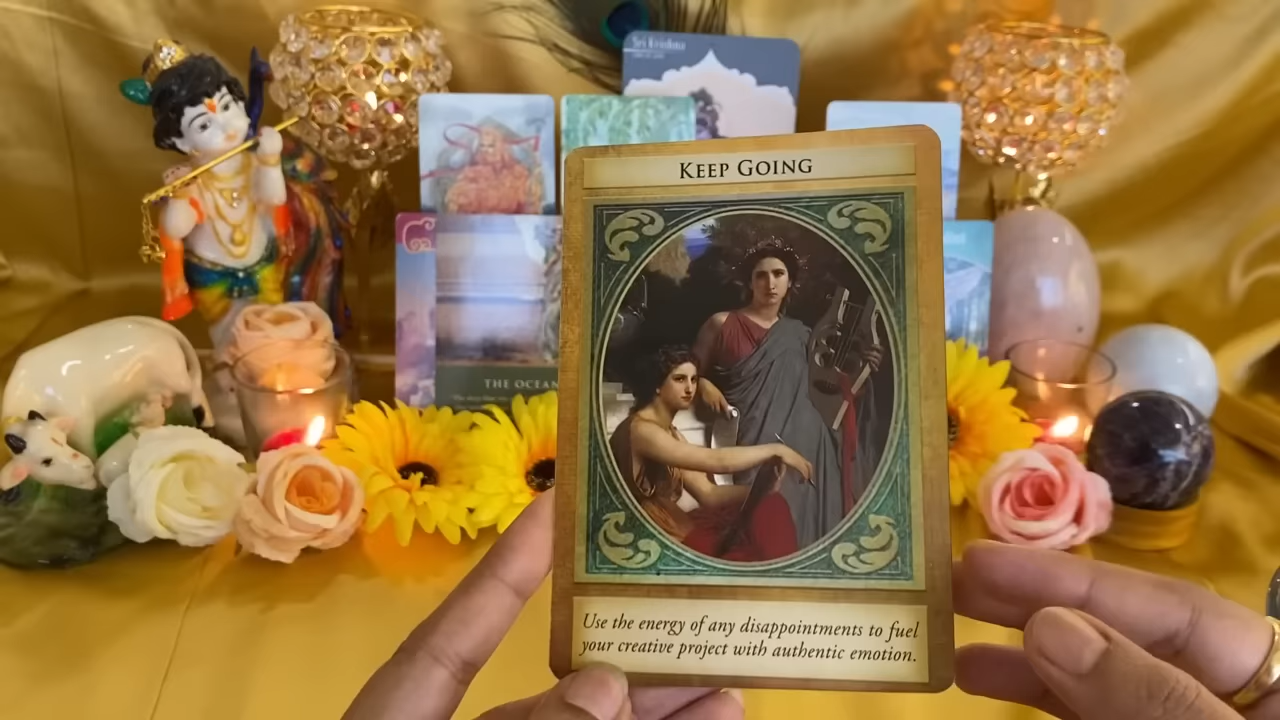 Sri Krishna
KEEP GOING
THE OCEAN
Use the energy of any disappointments to fuel
your creative project with authentic emotion.